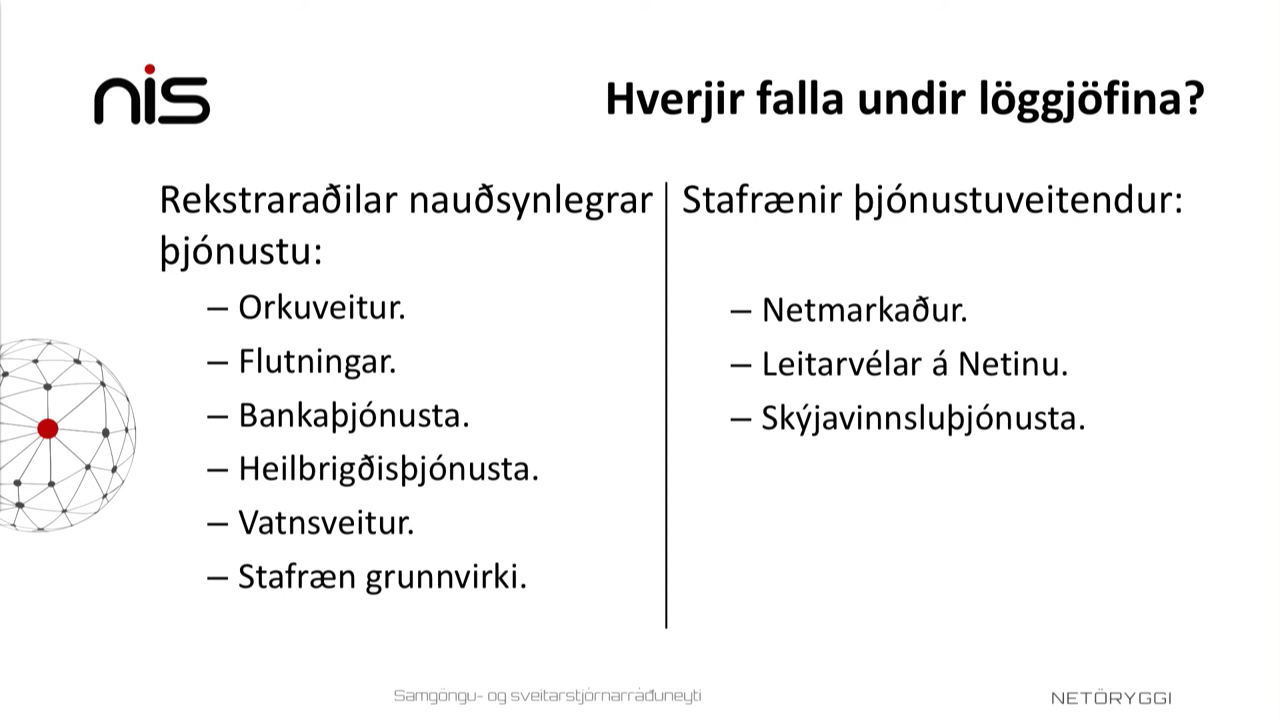 nis
Hverjir falla undir löggjöfina?
Rekstraraðilar nauðsynlegrar
þjónustu:
– Orkuveitur.
– Flutningar.
– Bankaþjónusta.
– Heilbrigðisþjónusta.
– Vatnsveitur.
– Stafræn grunnvirki.
Stafrænir þjónustuveitendur:
– Netmarkaður.
– Leitarvélar á Netinu.
– Skýjavinnsluþjónusta.
Samgöngu- og sveitarstjórnarráðuneyti
NETÖRYGGI